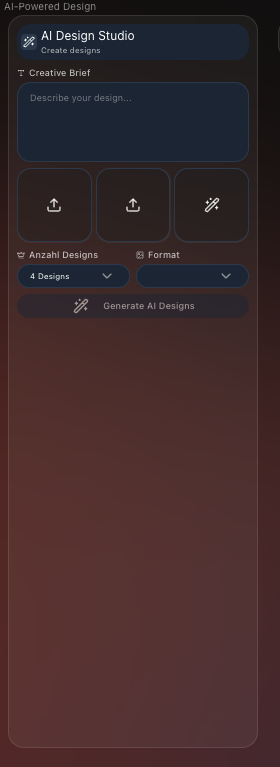 AI-Powered Design
AI Design Studio
Create designs
Creative Brief
Describe your design...
Anzahl Designs
Format
4 Designs
Generate AI Designs